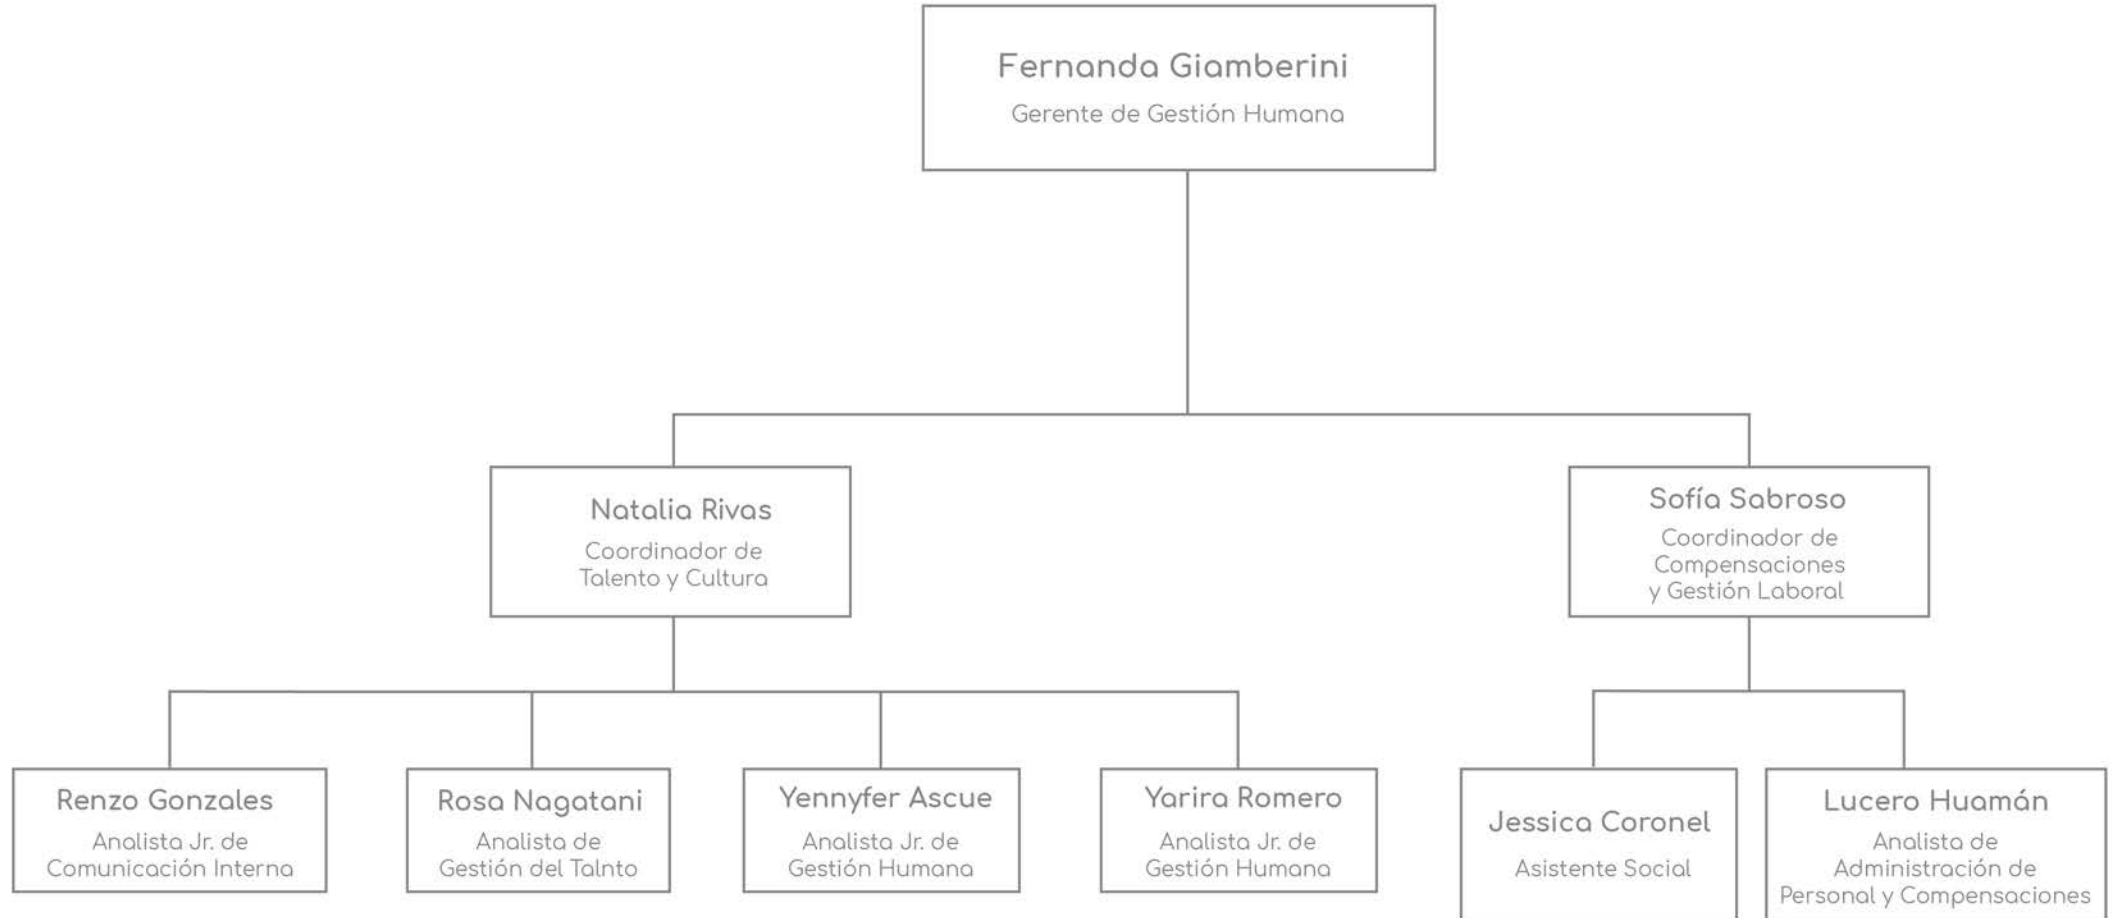 Fernanda Giamberini
Gerente de Gestión Humana
Natalia Rivas
Coordinador de
Talento y Cultura
Sofía Sabroso
Coordinador de
Compensaciones
y Gestión Laboral
Renzo Gonzales
Analista Jr. de
Comunicación Interna
Rosa Nagatani
Analista de
Gestión del Talnto
Yennyfer Ascue
Analista Jr. de
Gestión Humana
Yarira Romero
Analista Jr. de
Gestión Humana
Jessica Coronel
Asistente Social
Lucero Huamán
Analista de
Administración de
Personal y Compensaciones